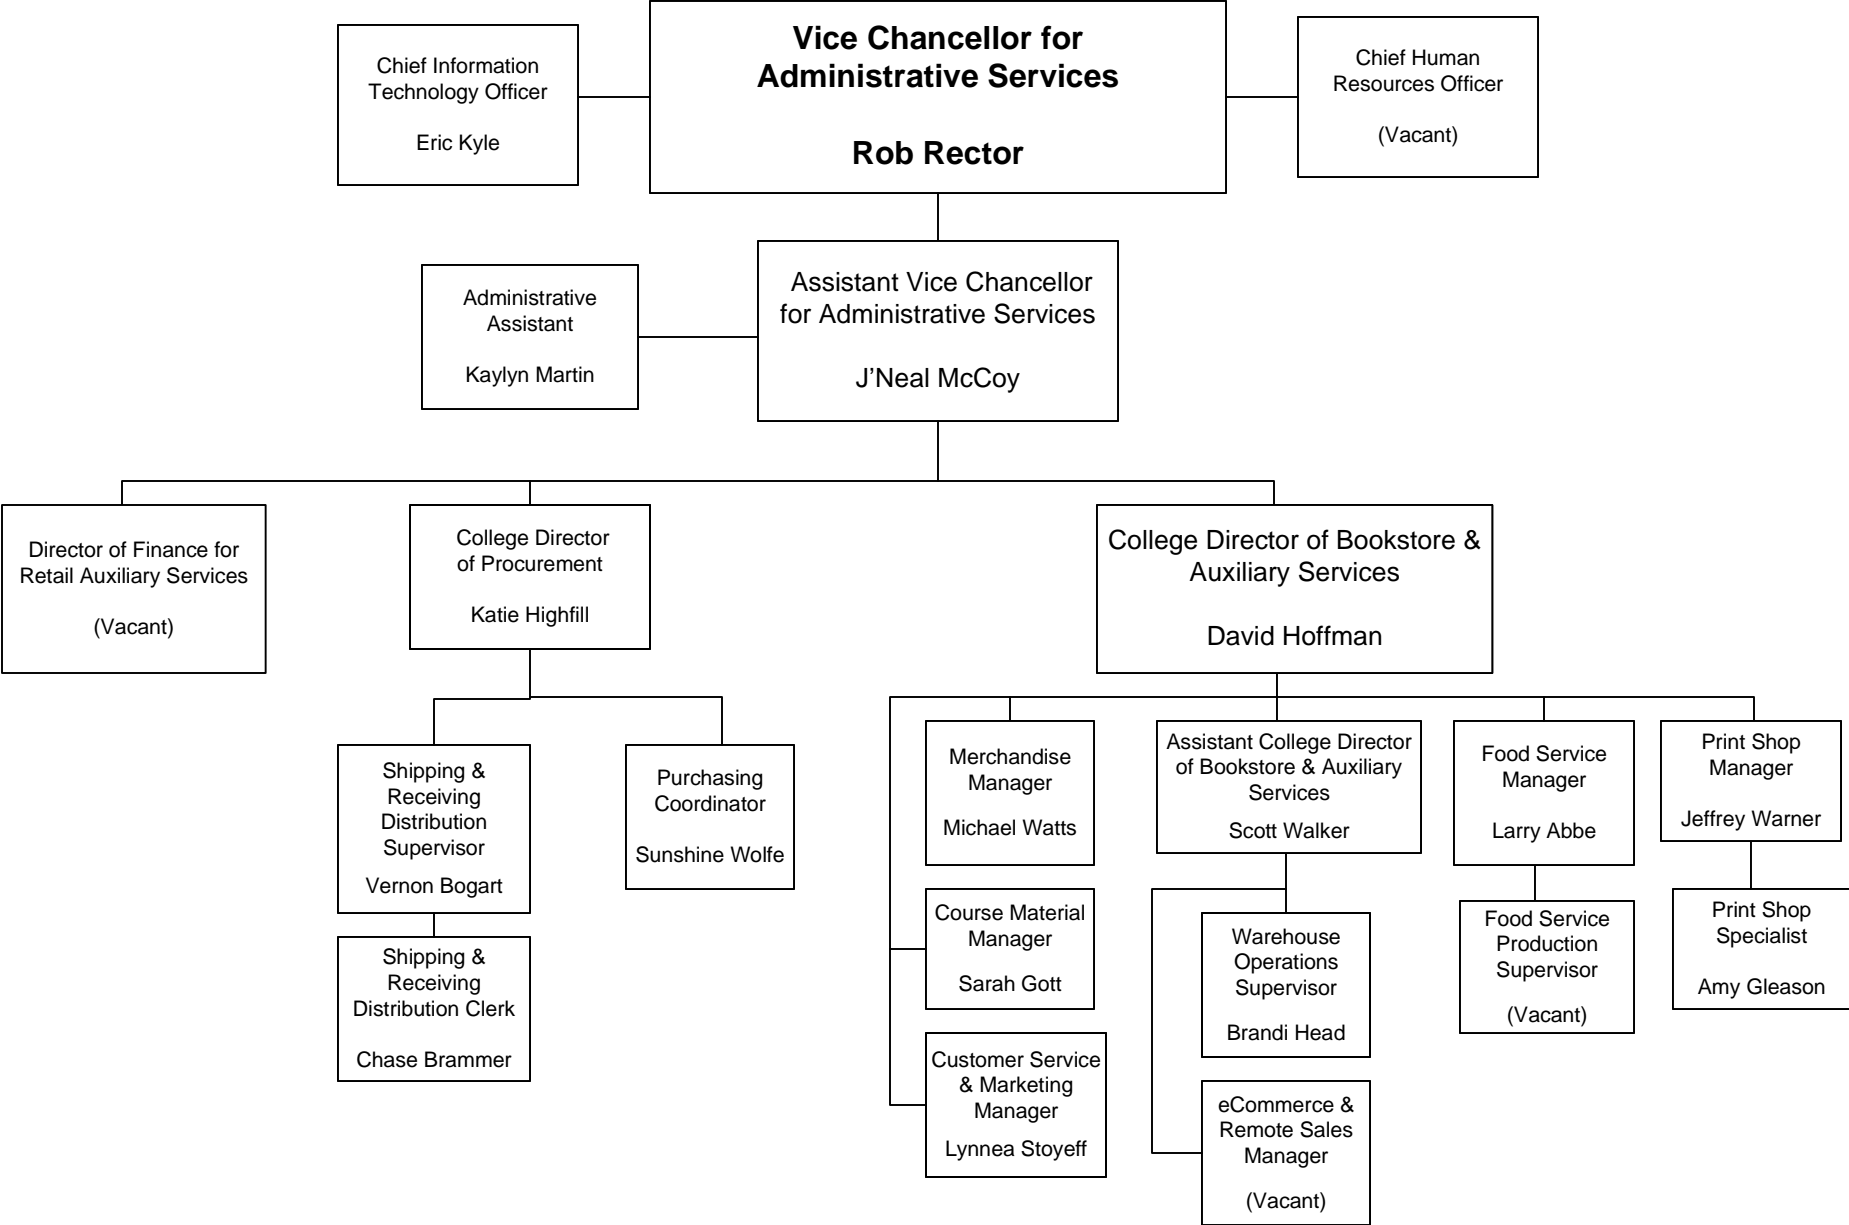 Chief Information
Technology Officer
Eric Kyle
Vice Chancellor for
Administrative Services
Rob Rector
Chief Human
Resources Officer
(Vacant)
Administrative
Assistant
Kaylyn Martin
Assistant Vice Chancellor
for Administrative Services
J’Neal McCoy
Director of Finance for
Retail Auxiliary Services
(Vacant)
College Director
of Procurement
Katie Highfill
College Director of Bookstore &
Auxiliary Services
David Hoffman
Shipping &
Receiving
Distribution
Supervisor
Vernon Bogart
Purchasing
Coordinator
Sunshine Wolfe
Shipping &
Receiving
Distribution Clerk
Chase Brammer
Merchandise
Manager
Michael Watts
Assistant College Director
of Bookstore & Auxiliary
Services
Scott Walker
Food Service
Manager
Larry Abbe
Print Shop
Manager
Jeffrey Warner
Course Material
Manager
Sarah Gott
Warehouse
Operations
Supervisor
Brandi Head
Food Service
Production
Supervisor
(Vacant)
Print Shop
Specialist
Amy Gleason
Customer Service
& Marketing
Manager
Lynnea Stoyeff
eCommerce &
Remote Sales
Manager
(Vacant)